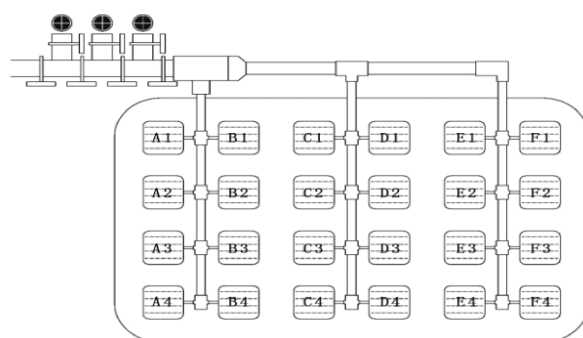 A1 B1 C1 D1 E1 F1
A2 B2 C2 D2 E2 F2
A3 B3 C3 D3 E3 F3
A4 B4 C4 D4 E4 F4